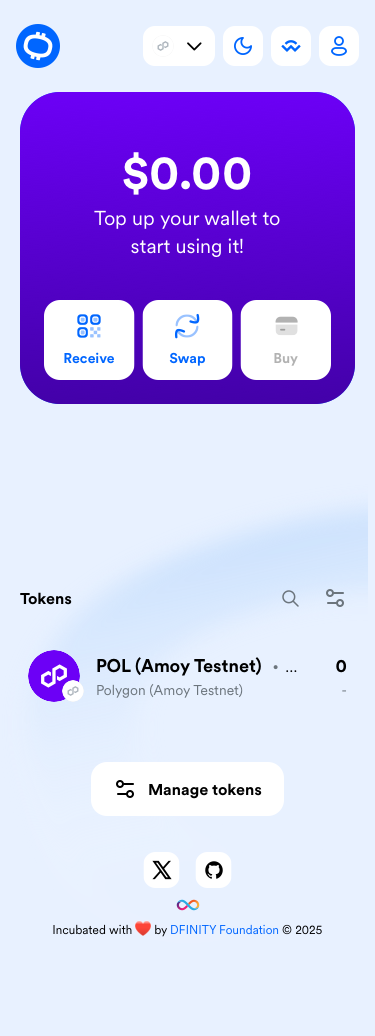 $0.00
Top up your wallet to
start using it!
Receive
Swap
Buy
Tokens
POL (Amoy Testnet) • ... 0
Polygon (Amoy Testnet) -
Manage tokens
Incubated with ❤️ by DFINITY Foundation © 2025